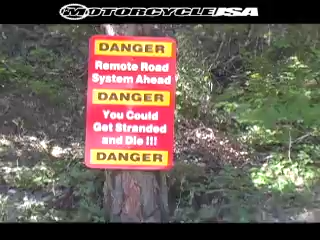 MOTORCYCLE USA
DANGER
Remote Road
System Ahead
DANGER
You Could
Get Stranded
and Die !!!
DANGER